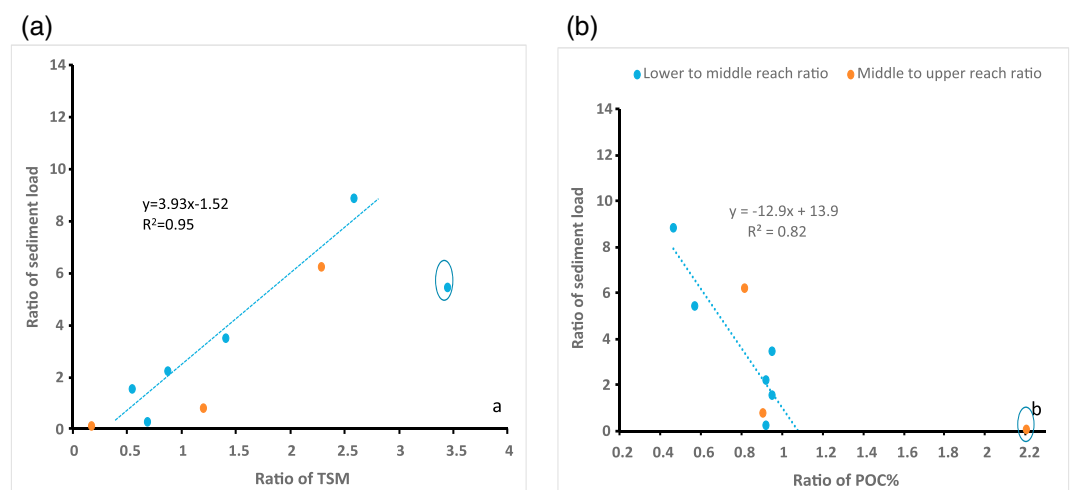 (a)
14
12
10
8
6
4
2
0
Ratio of sediment load
y=3.93x-1.52
R²=0.95
a
0 0.5 1 1.5 2 2.5 3 3.5 4
Ratio of TSM
(b)
Lower to middle reach ratio Middle to upper reach ratio
14
12
10
8
6
4
2
0
Ratio of sediment load
y = -12.9x + 13.9
R² = 0.82
b
0.2 0.4 0.6 0.8 1 1.2 1.4 1.6 1.8 2 2.2
Ratio of POC%